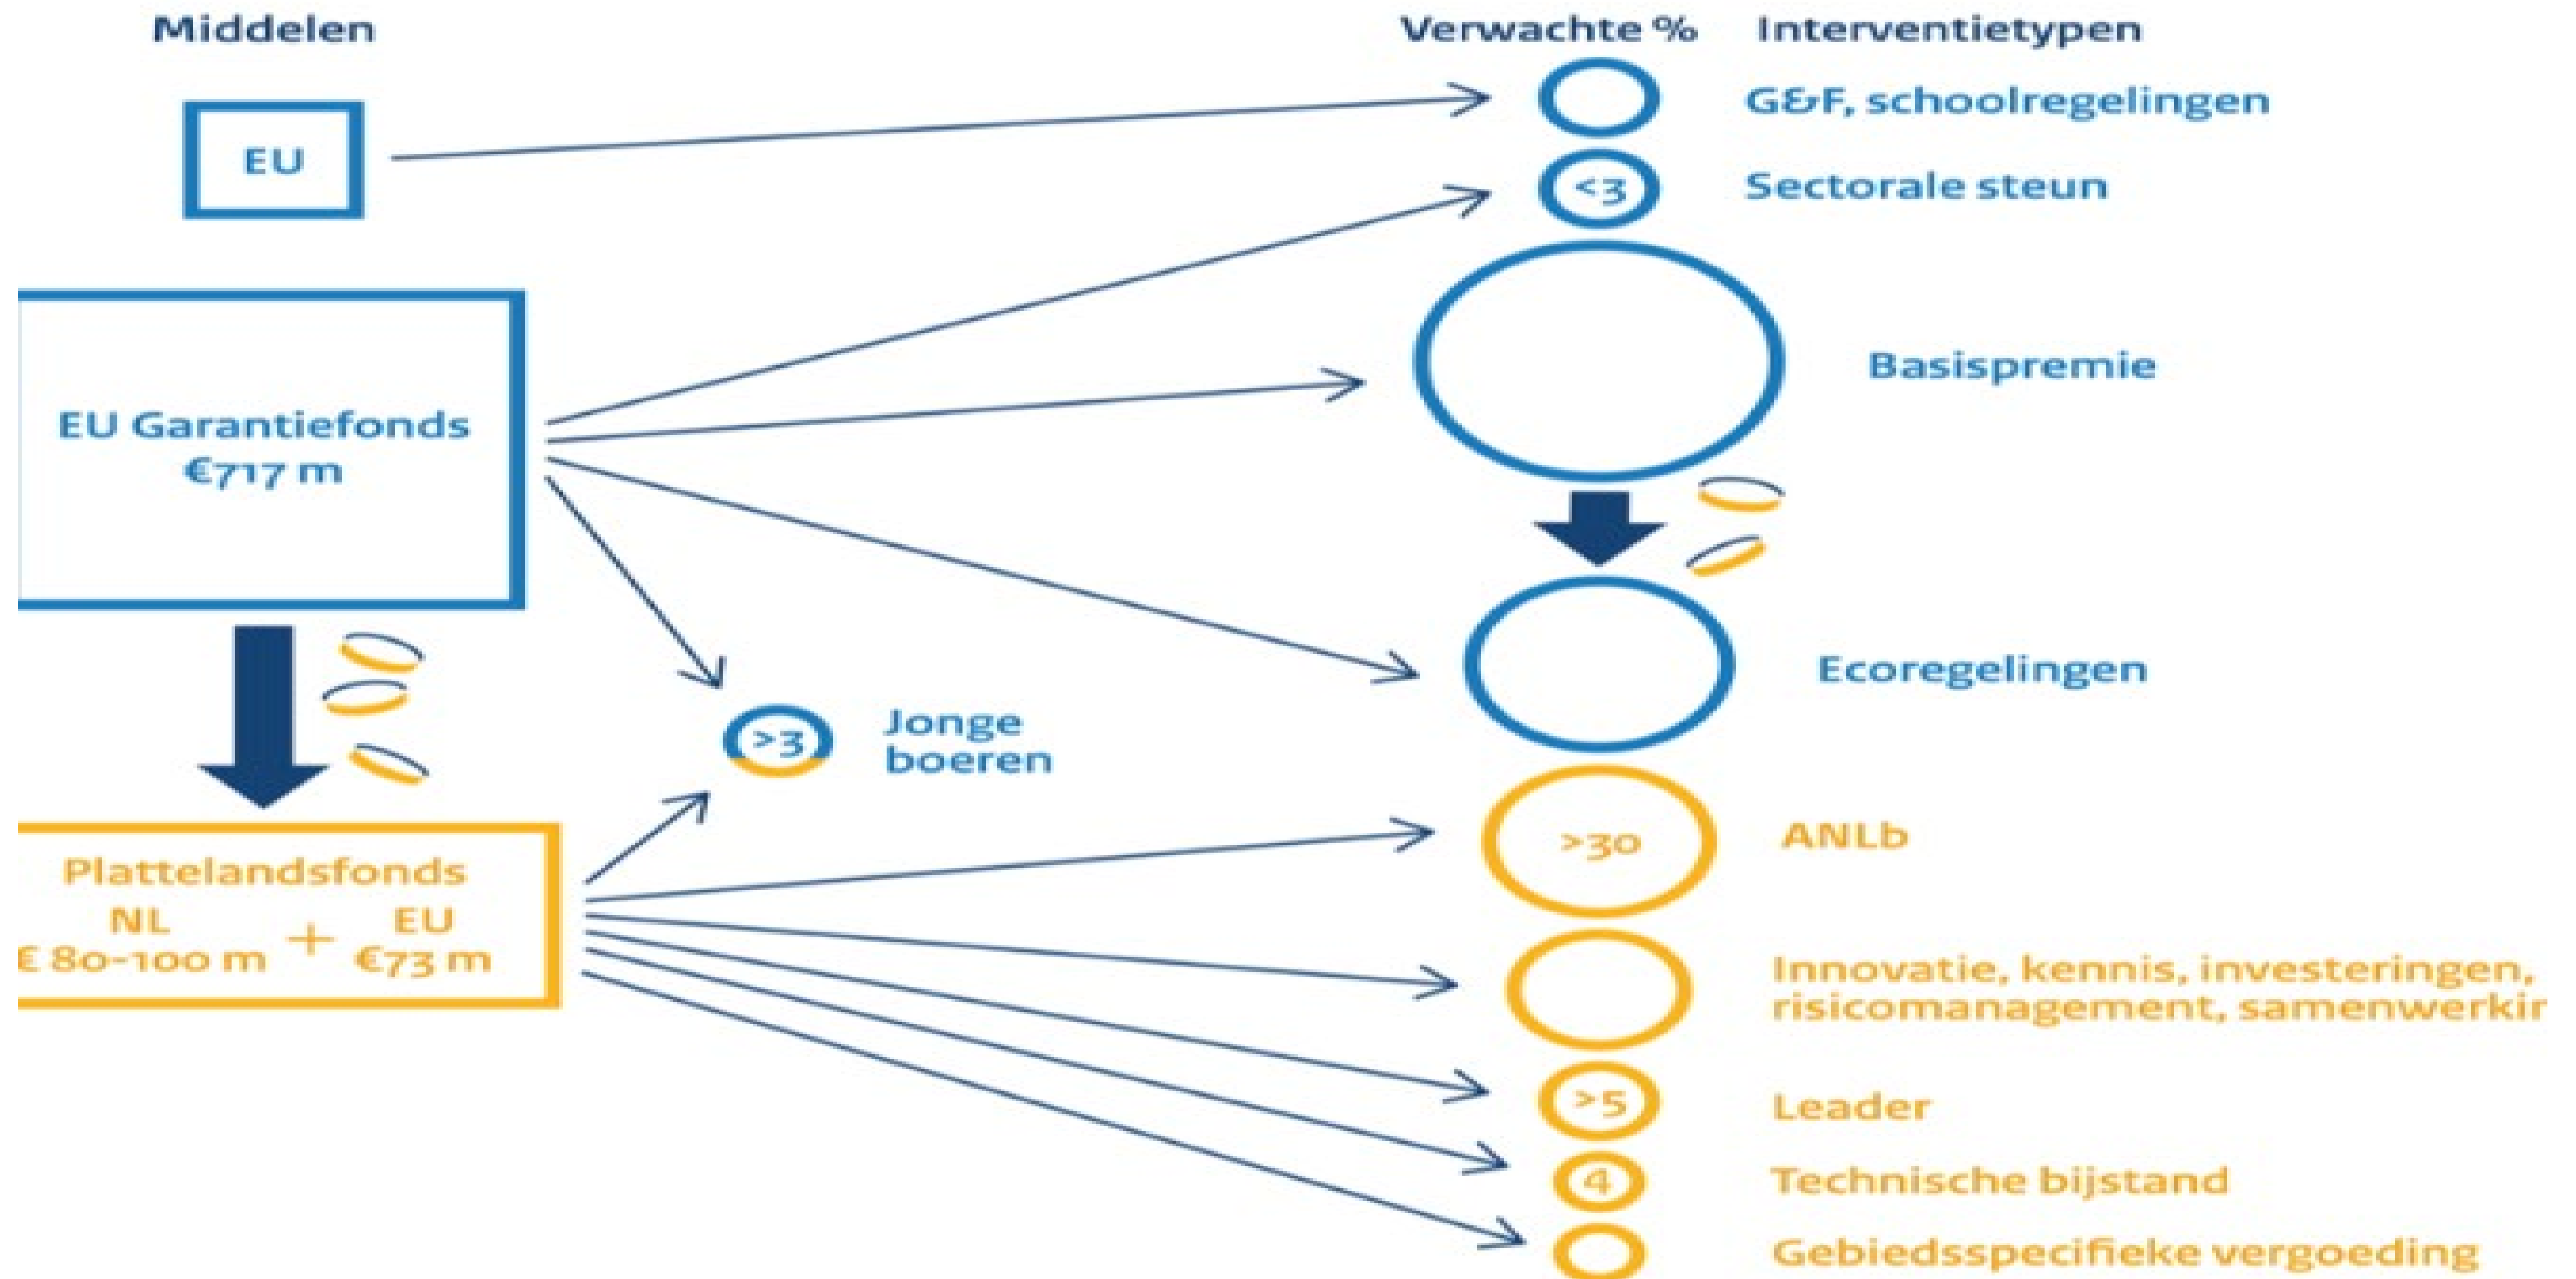 Middelen
Verwachte %
Interventietypen
EU
G&F, schoolregelingen
<3
Sectorale steun
EU Garantiefonds
€717 m
Basispremie
Ecoregelingen
>3
Jonge
boeren
Plattelandsfonds
NL + EU
€ 80-100 m €73 m
>30
ANLb
Innovatie, kennis, investeringen,
risicomanagement, samenwerkin
>5
Leader
4
Technische bijstand
Gebiedsspecifieke vergoeding